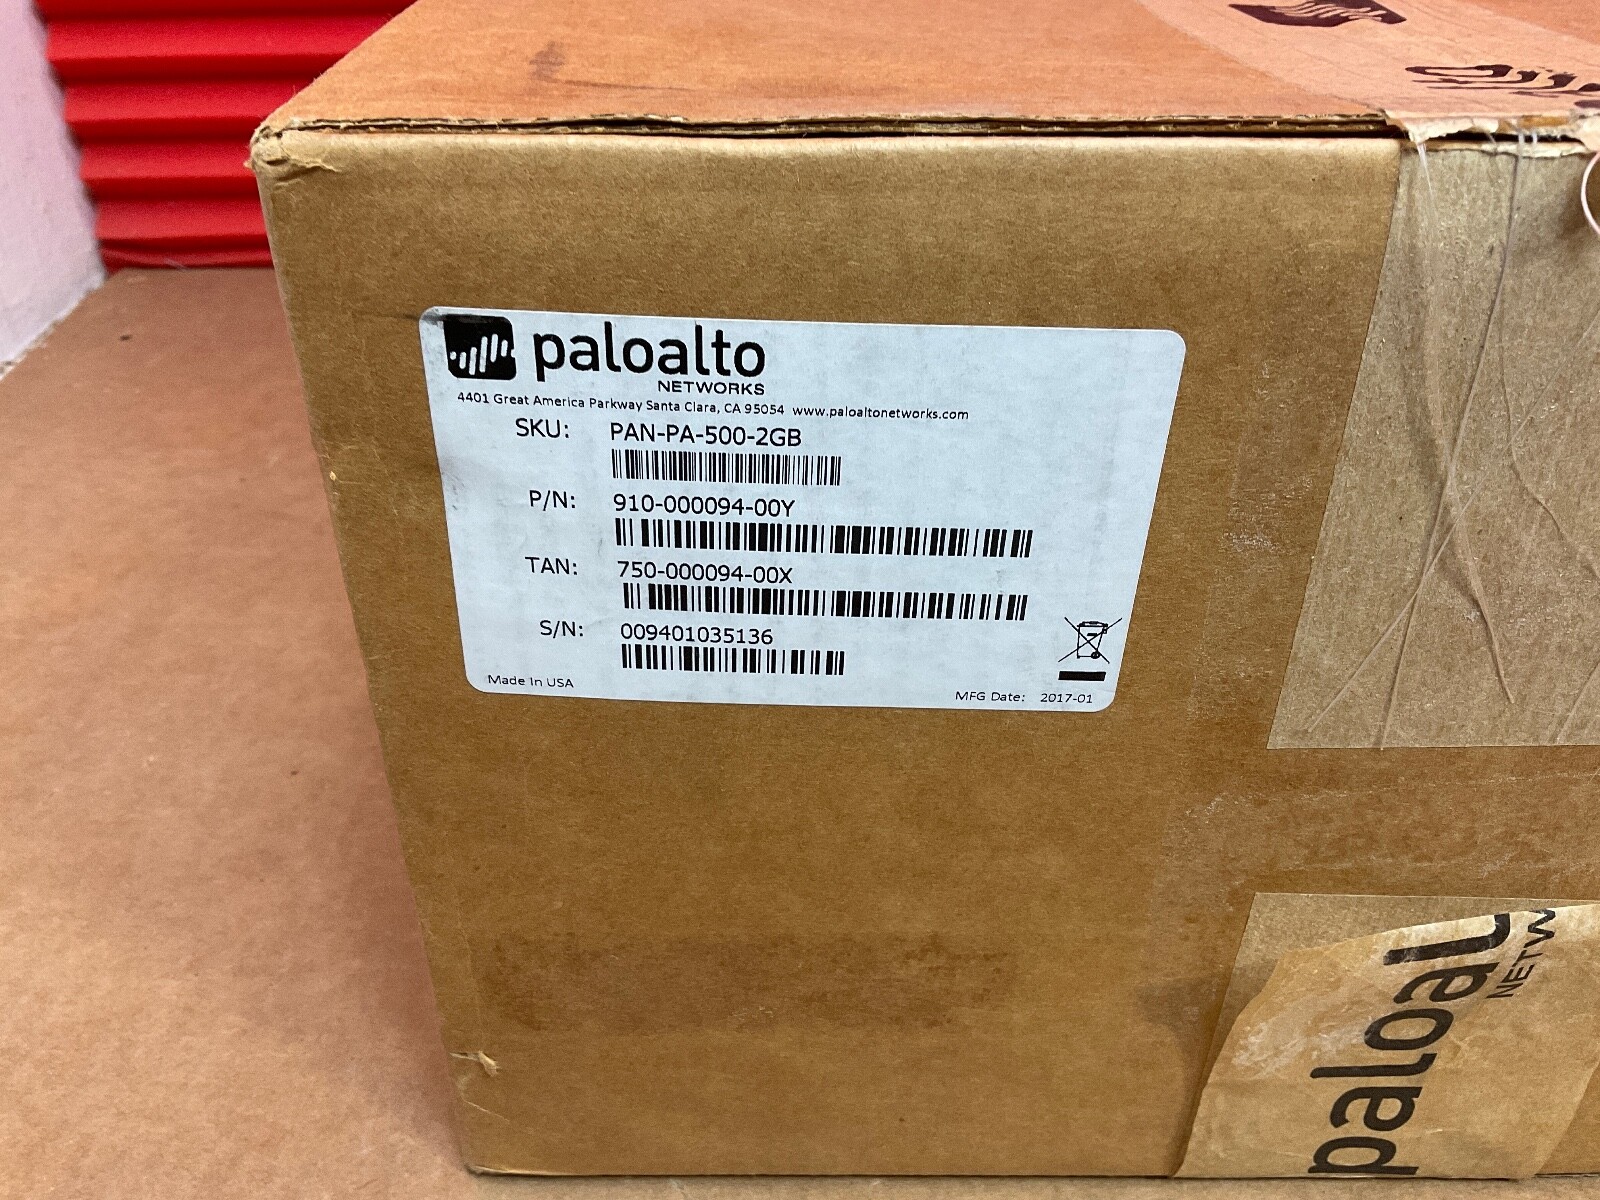 paloalto
NETWORKS
4401 Great America Parkway Santa Clara, CA 95054 www.paloaltonetworks.com
SKU: PAN-PA-500-2GB
P/N: 910-000094-00Y
TAN: 750-000094-00X
S/N: 009401035136
Made In USA
MFG Date: 2017-01
paloal
NETW